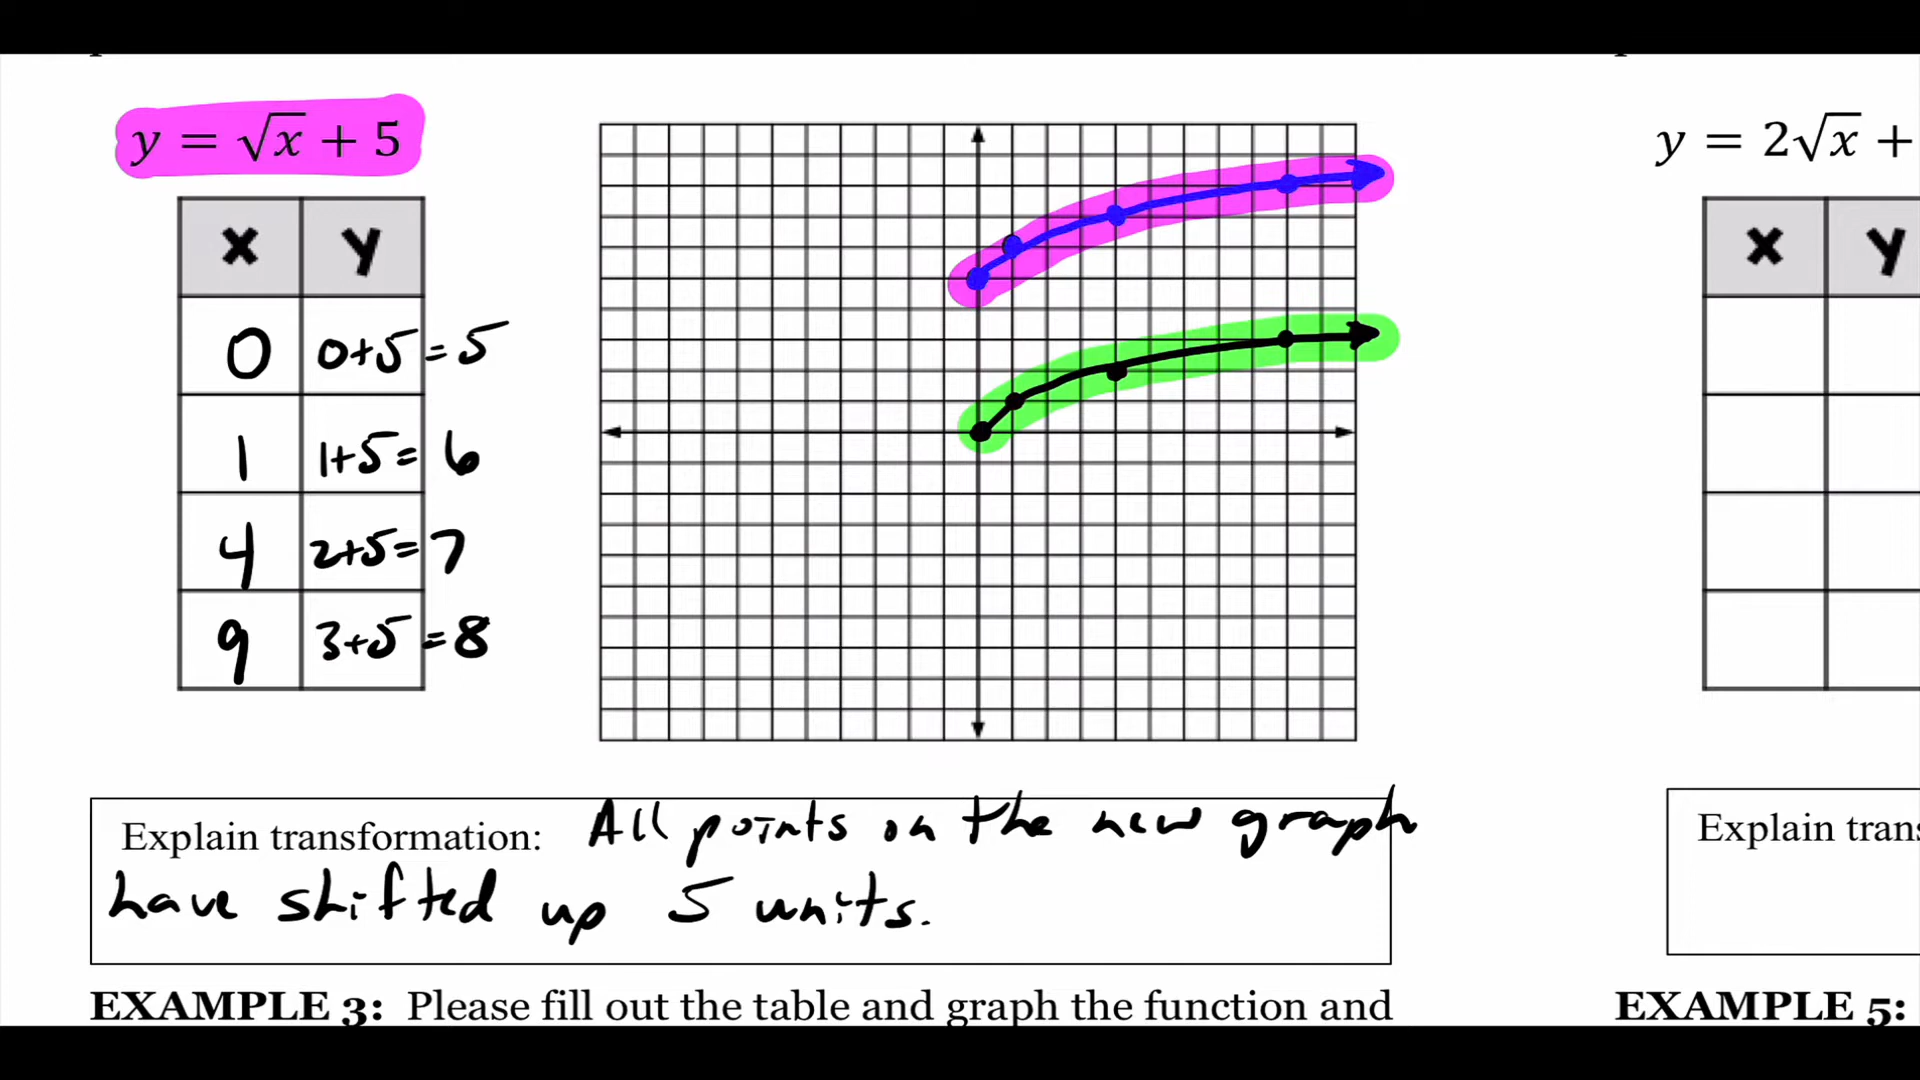 y = √x + 5
y = 2√x +
x y
0 0+5=5
1 1+5=6
4 2+5=7
9 3+5=8
x y
Explain transformation: All points on the new graph
have shifted up 5 units.
Explain trans
EXAMPLE 3: Please fill out the table and graph the function and
EXAMPLE 5: